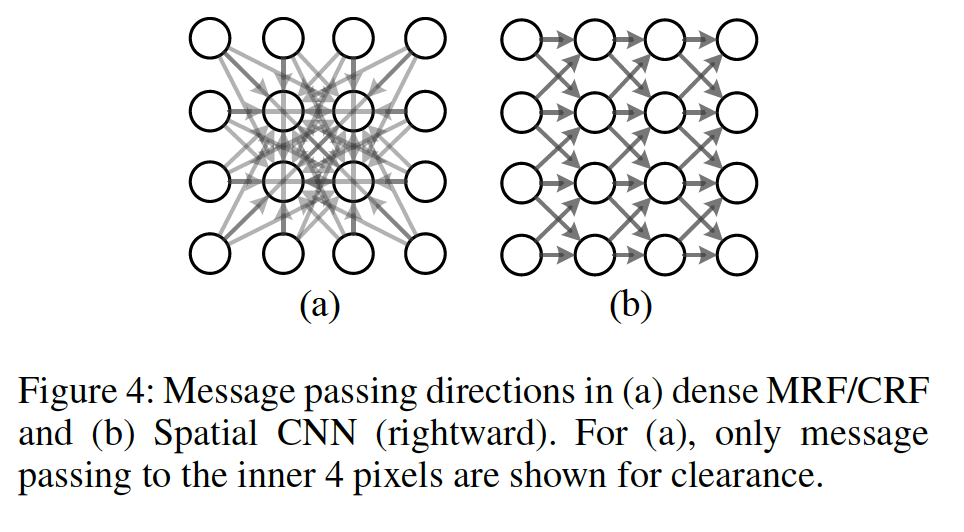 (a)
(b)
Figure 4: Message passing directions in (a) dense MRF/CRF
and (b) Spatial CNN (rightward). For (a), only message
passing to the inner 4 pixels are shown for clearance.